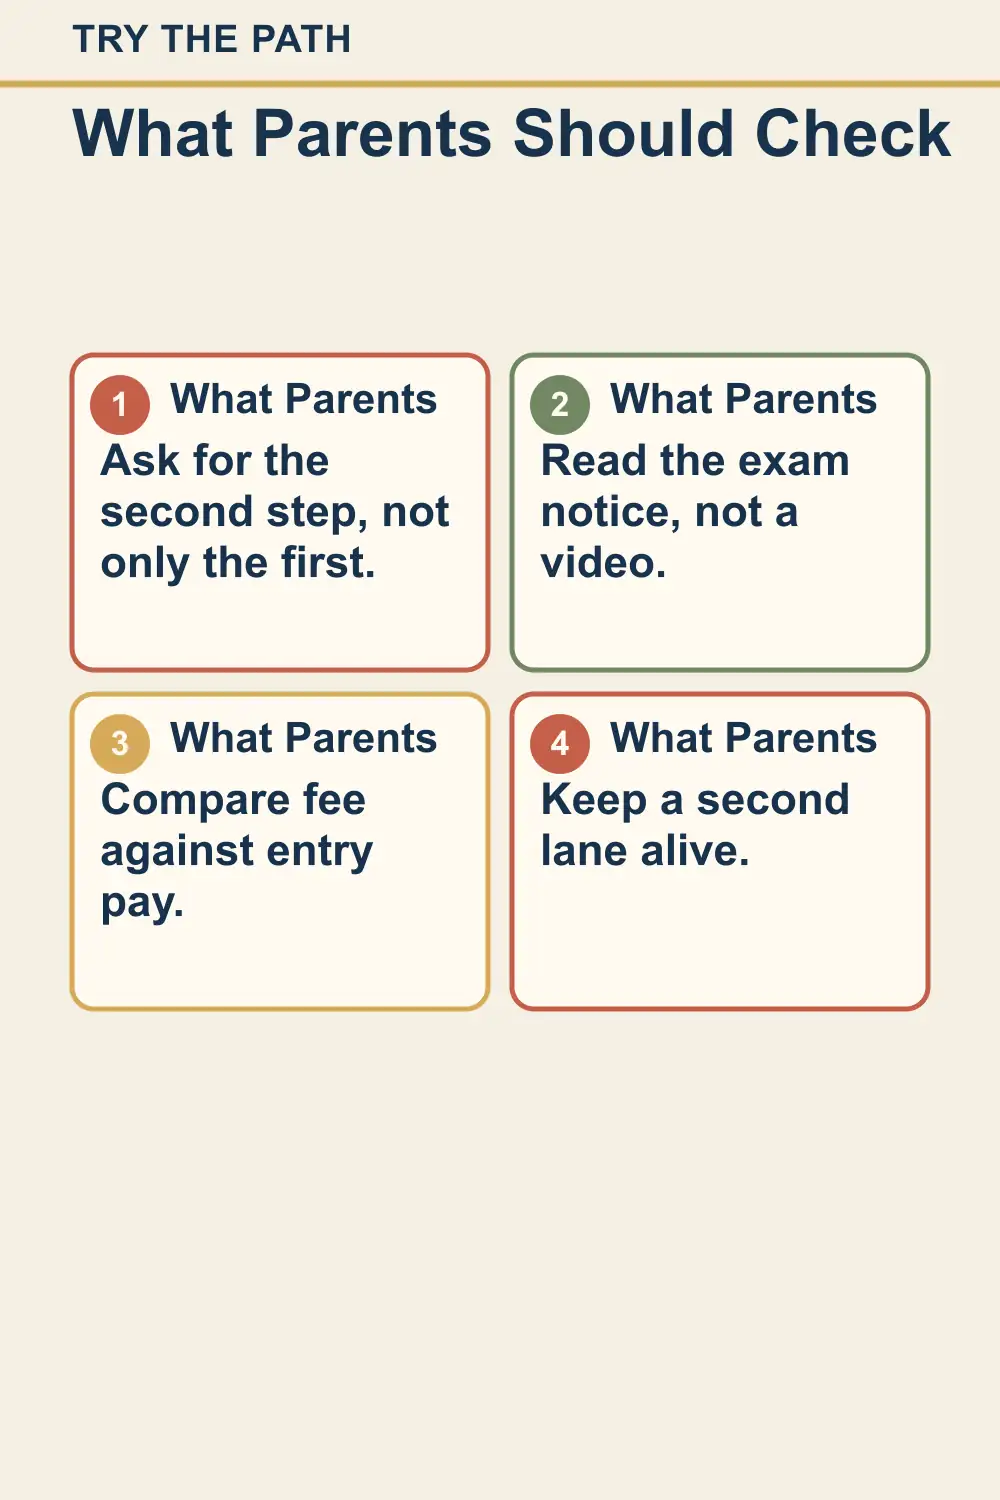 TRY THE PATH
What Parents Should Check
1 What Parents
Ask for the
second step, not
only the first.
2 What Parents
Read the exam
notice, not a
video.
3 What Parents
Compare fee
against entry
pay.
4 What Parents
Keep a second
lane alive.